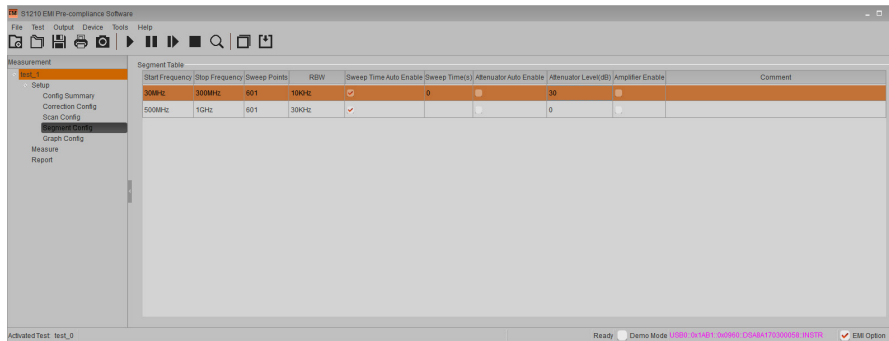 S1210 EMI Pre-compliance Software
File Test Output Device Tools Help
Measurement
test_1
Setup
Config Summary
Correction Config
Scan Config
Segment Config
Graph Config
Measure
Report
Segment Table
Start Frequency Stop Frequency Sweep Points RBW Sweep Time Auto Enable Sweep Time(s) Attenuator Auto Enable Attenuator Level(dB) Amplifier Enable Comment
30MHz 300MHz 601 10KHz 0 30
500MHz 1GHz 601 30KHz 0
Activated Test: test_0 Ready Demo Mode USB0::0x1AB1::0x0960::DSA8A170300058::INSTR EMI Option